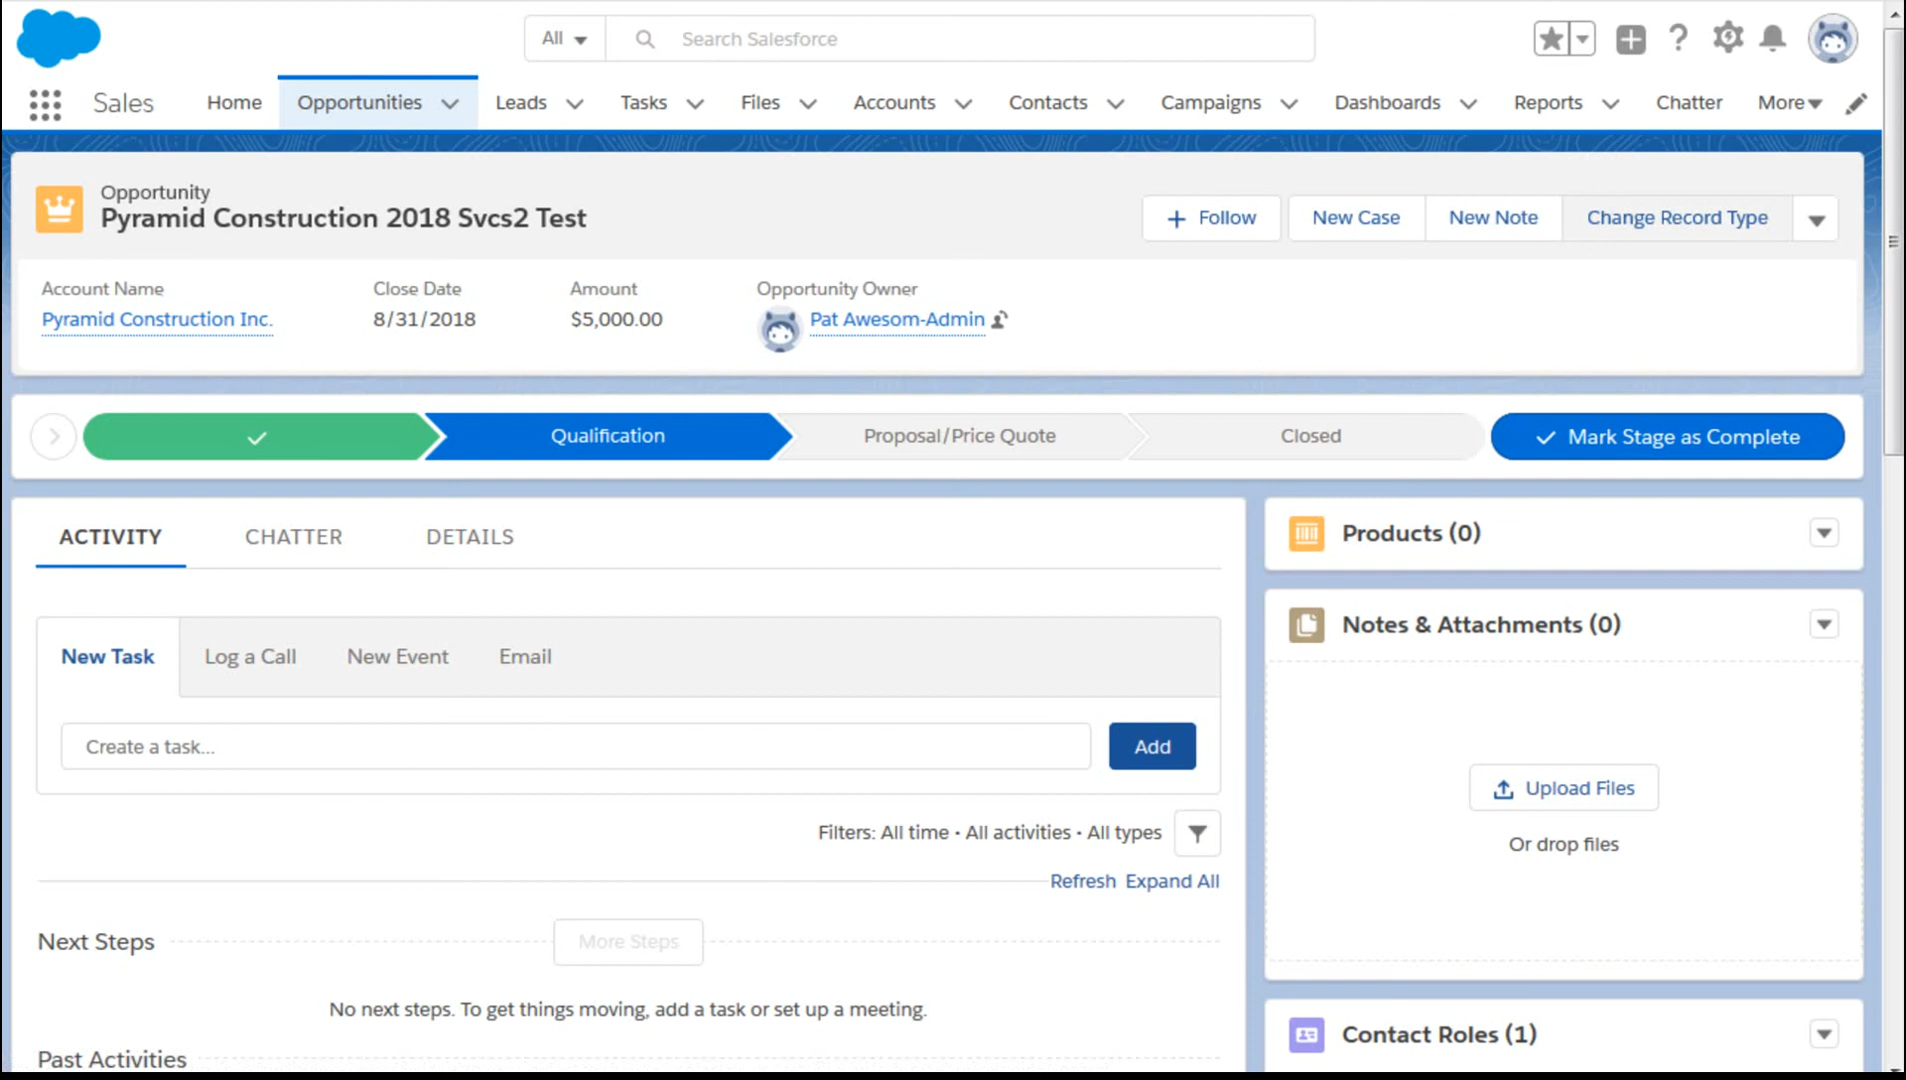 All
Search Salesforce
Sales Home Opportunities Leads Tasks Files Accounts Contacts Campaigns Dashboards Reports Chatter More
Opportunity
Pyramid Construction 2018 Svcs2 Test
+ Follow
New Case
New Note
Change Record Type
Account Name
Pyramid Construction Inc.
Close Date
8/31/2018
Amount
$5,000.00
Opportunity Owner
Pat Awesom-Admin
Qualification
Proposal/Price Quote
Closed
Mark Stage as Complete
ACTIVITY CHATTER DETAILS
New Task Log a Call New Event Email
Create a task...
Add
Filters: All time • All activities • All types
Refresh Expand All
Next Steps
More Steps
No next steps. To get things moving, add a task or set up a meeting.
Past Activities
Products (0)
Notes & Attachments (0)
Upload Files
Or drop files
Contact Roles (1)